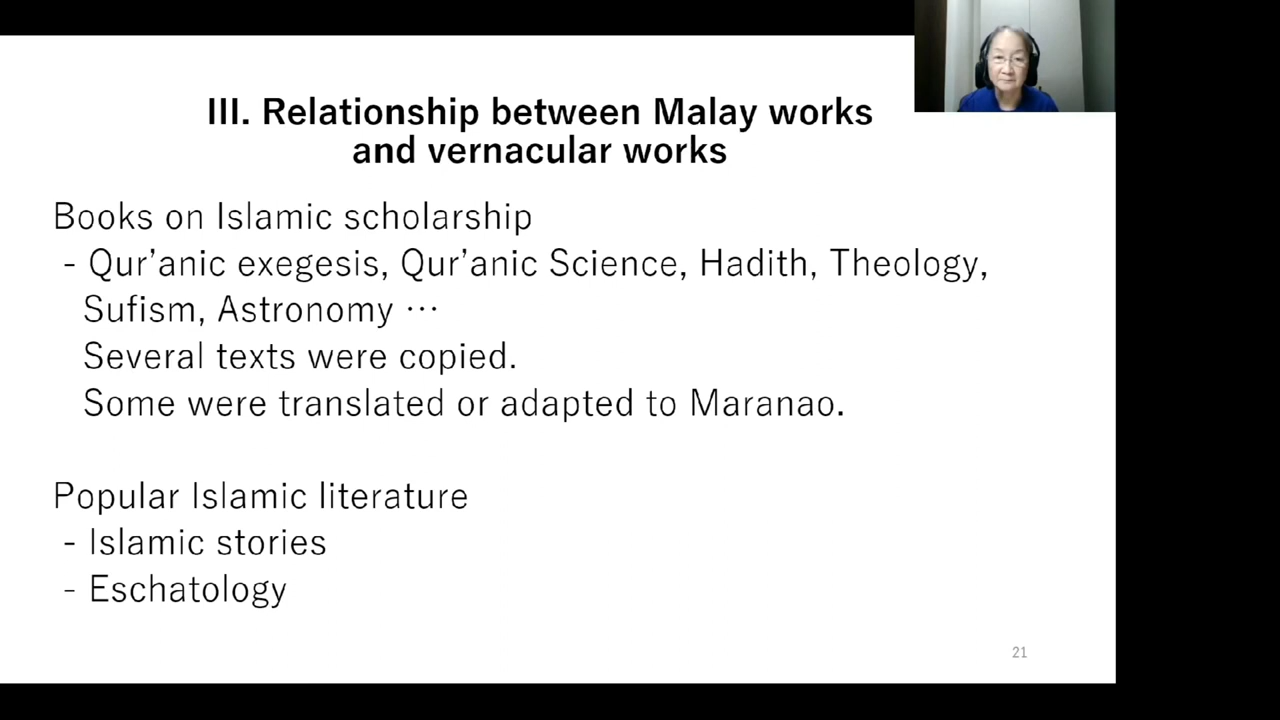 III. Relationship between Malay works
and vernacular works
Books on Islamic scholarship
- Qur’anic exegesis, Qur’anic Science, Hadith, Theology,
Sufism, Astronomy ···
Several texts were copied.
Some were translated or adapted to Maranao.
Popular Islamic literature
- Islamic stories
- Eschatology
21